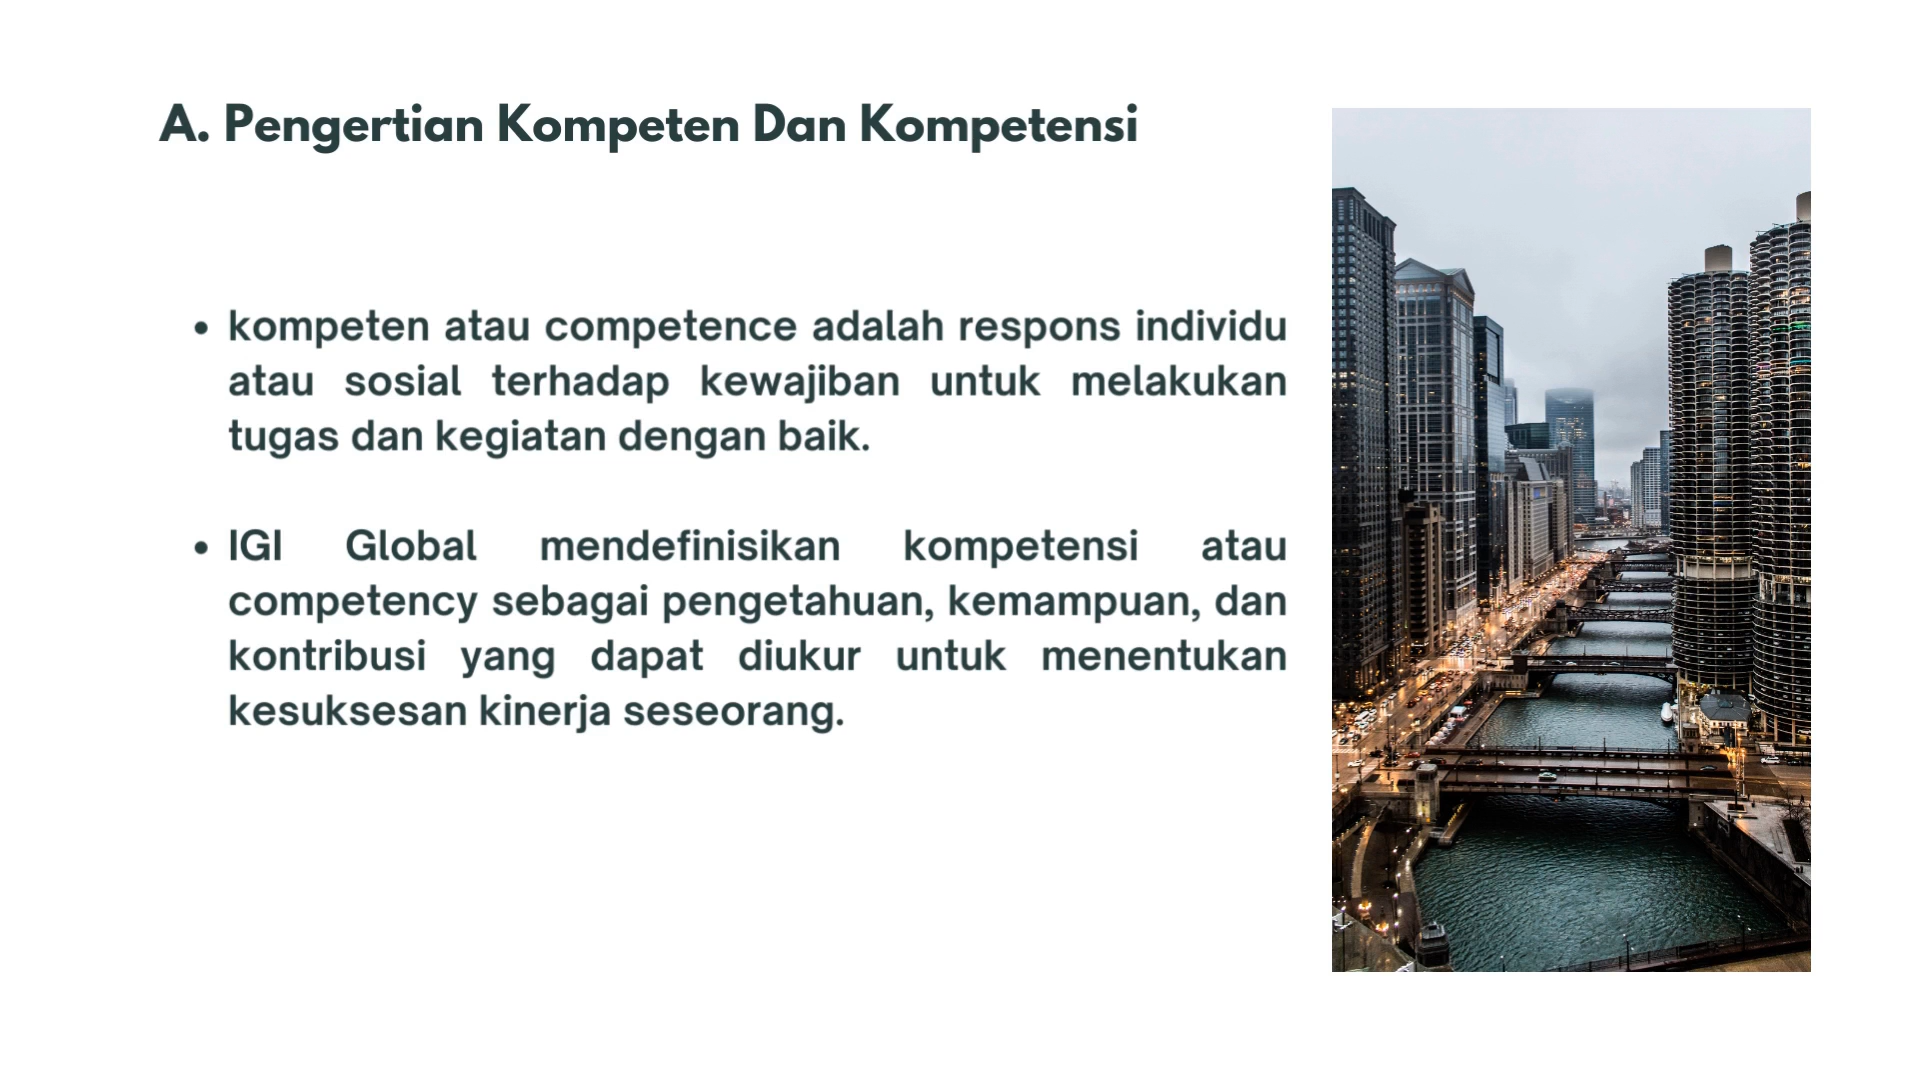 A. Pengertian Kompeten Dan Kompetensi
• kompeten atau competence adalah respons individu
atau sosial terhadap kewajiban untuk melakukan
tugas dan kegiatan dengan baik.
• IGI Global mendefinisikan kompetensi atau
competency sebagai pengetahuan, kemampuan, dan
kontribusi yang dapat diukur untuk menentukan
kesuksesan kinerja seseorang.